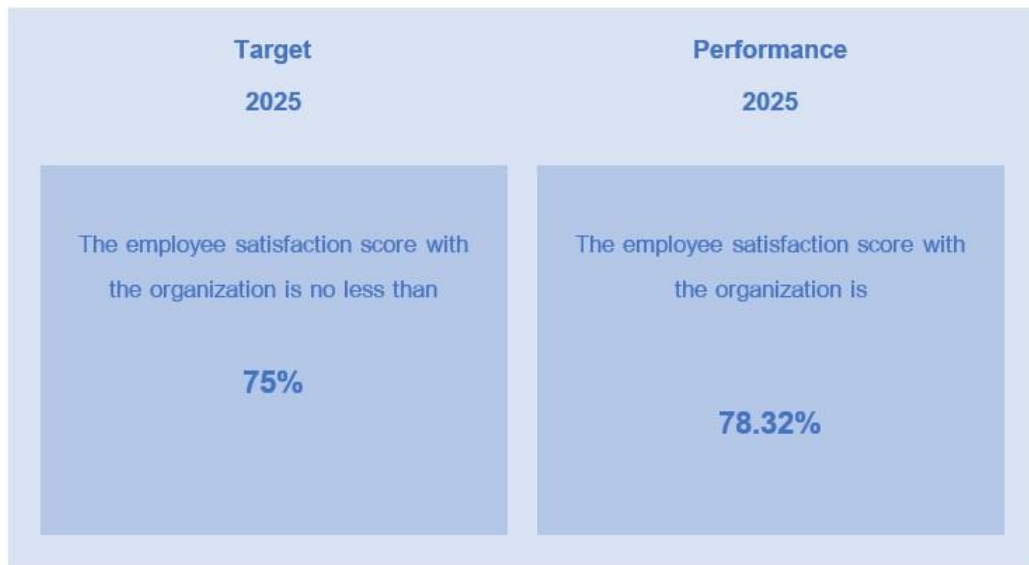 Target
2025
The employee satisfaction score with
the organization is no less than
75%
Performance
2025
The employee satisfaction score with
the organization is
78.32%